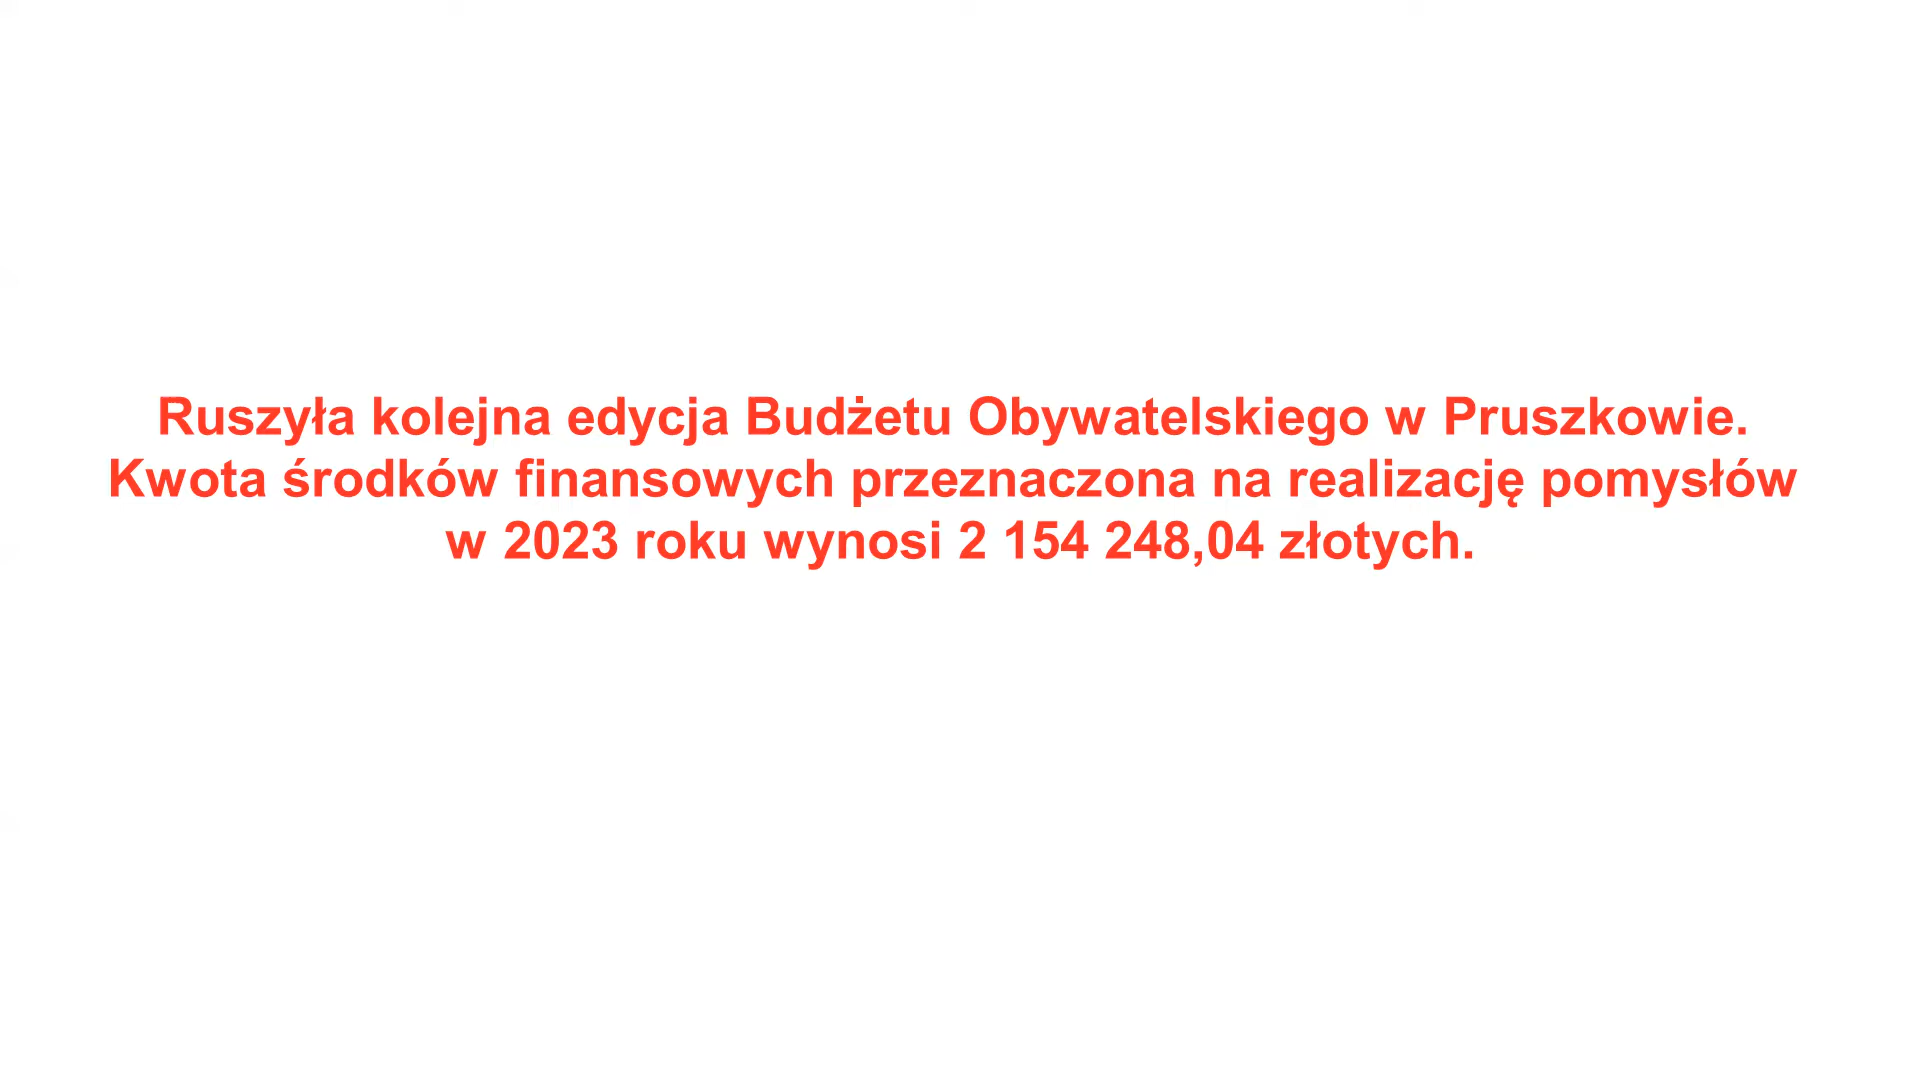 Ruszyła kolejna edycja Budżetu Obywatelskiego w Pruszkowie.
Kwota środków finansowych przeznaczona na realizację pomysłów
w 2023 roku wynosi 2 154 248,04 złotych.